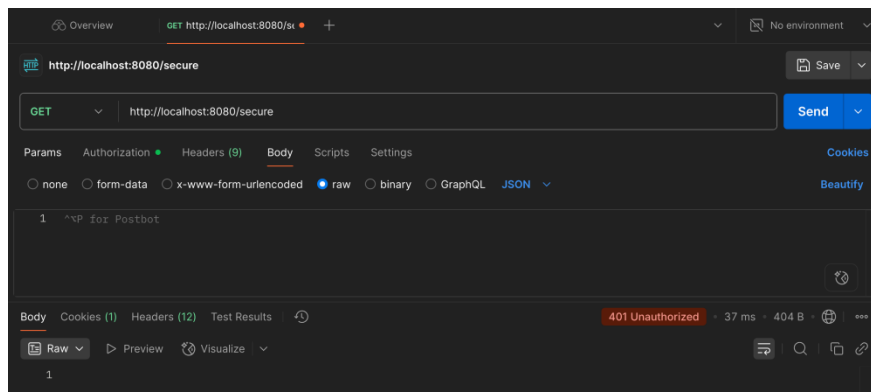 Overview GET http://localhost:8080/se No environment
HTTP http://localhost:8080/secure Save
GET http://localhost:8080/secure Send
Params Authorization Headers (9) Body Scripts Settings Cookies
none form-data x-www-form-urlencoded raw binary GraphQL JSON Beautify
1 ^⌥P for Postbot
Body Cookies (1) Headers (12) Test Results 401 Unauthorized 37 ms 404 B
Raw Preview Visualize
1